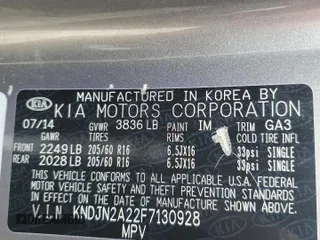 MANUFACTURED IN KOREA BY
KIA KIA MOTORS CORPORATION
07/14 GVWR 3836 LB PAINT IM TRIM GA3
GAWR TIRES RIMS COLD TIRE INFL
FRONT 2249 LB 205/60 R16 6.5JX16 33psi SINGLE
REAR 2028 LB 205/60 R16 6.5JX16 33psi SINGLE
THIS VEHICLE CONFORMS TO ALL APPLICABLE
U.S.A. FEDERAL MOTOR VEHICLE
SAFETY AND THEFT PREVENTION STANDARDS IN
EFFECT ON THE DATE OF MANUFACTURE SHOWN ABOVE.
KNDJN2A22F7130928
MPV